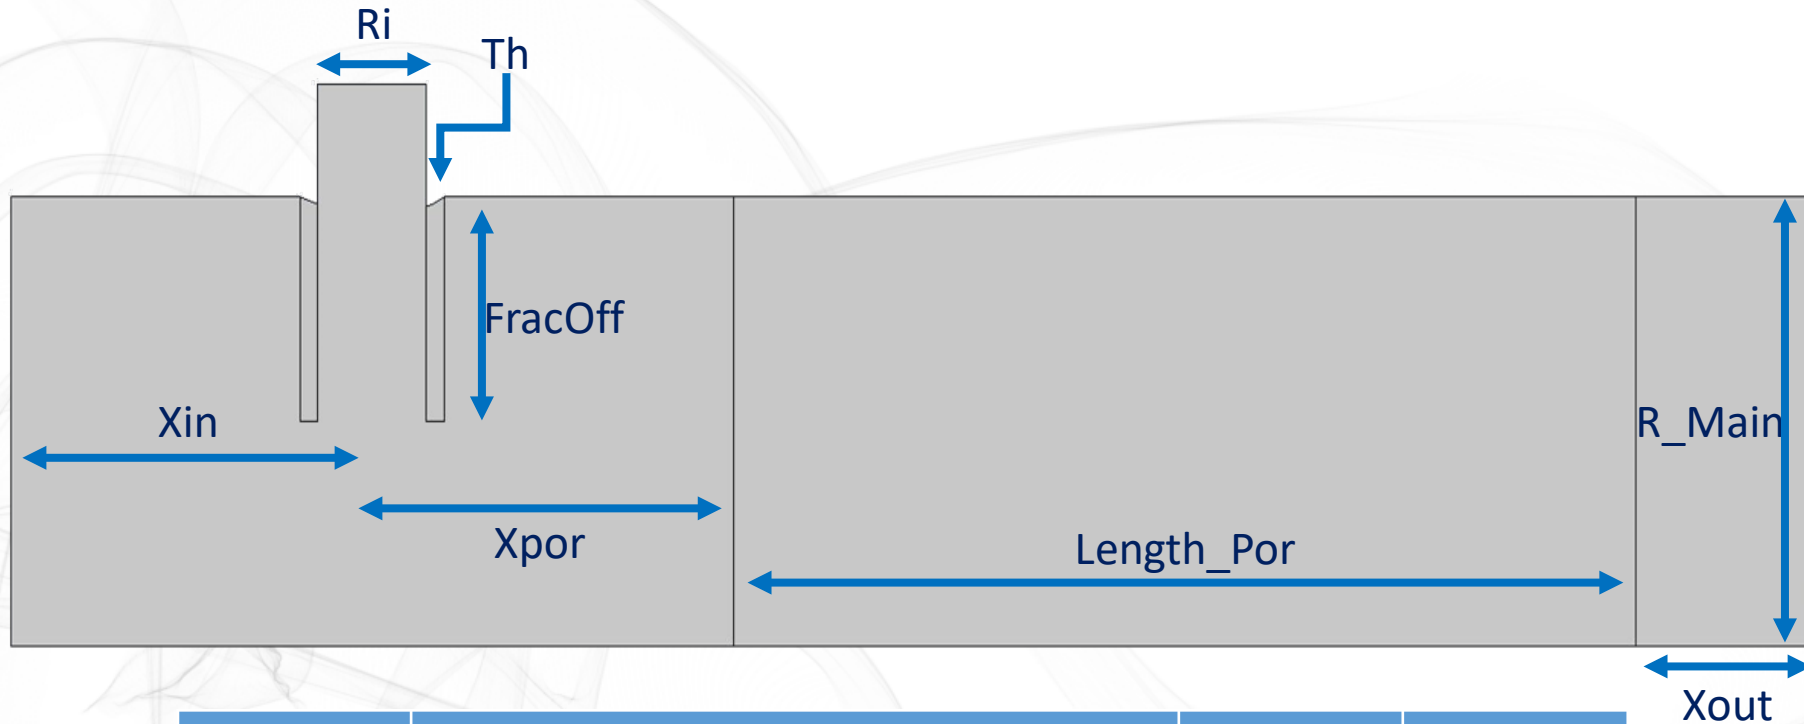 Ri
Th
FracOff
Xin
R_Main
Xpor
Length_Por
Xout